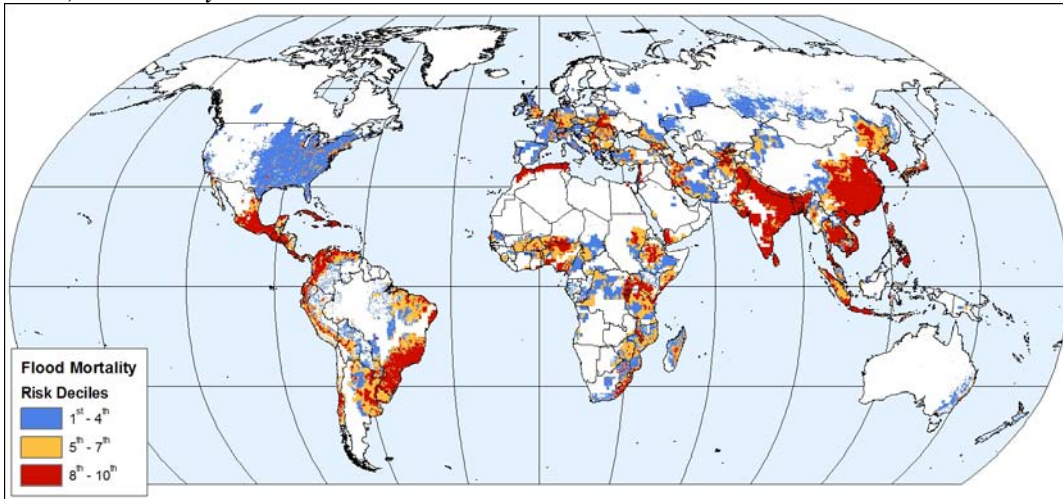 Flood Mortality
Risk Deciles
1st - 4th
5th - 7th
8th - 10th